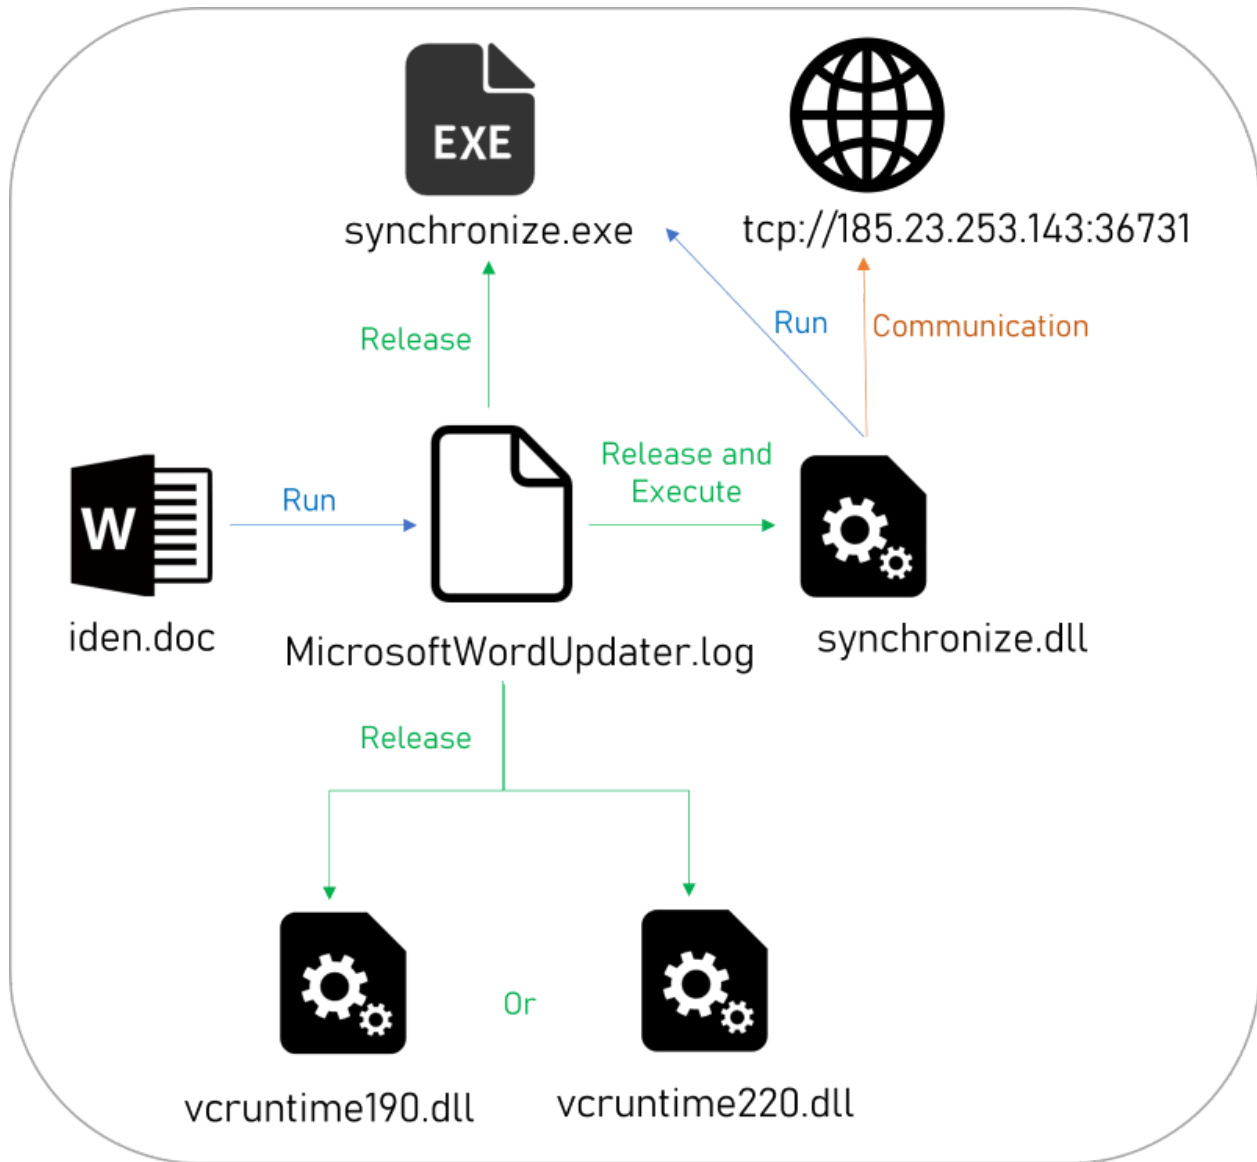 EXE
synchronize.exe
tcp://185.23.253.143:36731
Release
Run
Communication
W
iden.doc
Run
MicrosoftWordUpdater.log
Release and
Execute
synchronize.dll
Release
Or
vcruntime190.dll
vcruntime220.dll